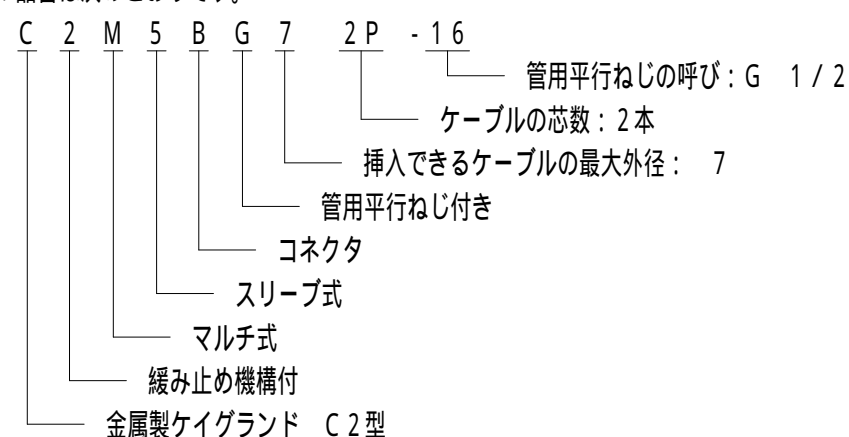 C 2 M 5 B G 7 2P -16
管用平行ねじの呼び：G 1/2
ケーブルの芯数：2本
挿入できるケーブルの最大外径： 7
管用平行ねじ付き
コネクタ
スリーブ式
マルチ式
緩み止め機構付
金属製ケイグランド C2型